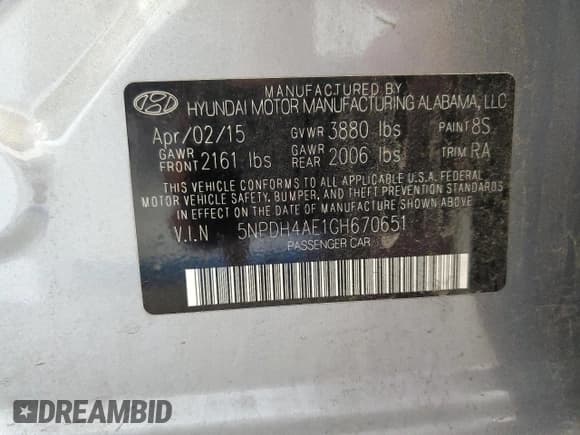 MANUFACTURED BY
HYUNDAI MOTOR MANUFACTURING ALABAMA, LLC
Apr/02/15 GVWR 3880 lbs PAINT 8S
GAWR FRONT 2161 lbs GAWR REAR 2006 lbs TRIM RA
THIS VEHICLE CONFORMS TO ALL APPLICABLE U.S.A. FEDERAL
MOTOR VEHICLE SAFETY, BUMPER, AND THEFT PREVENTION
STANDARDS IN EFFECT ON THE DATE OF MANUFACTURE SHOWN ABOVE.
V.I.N 5NPDH4AE1GH670651
PASSENGER CAR
DREAMBID